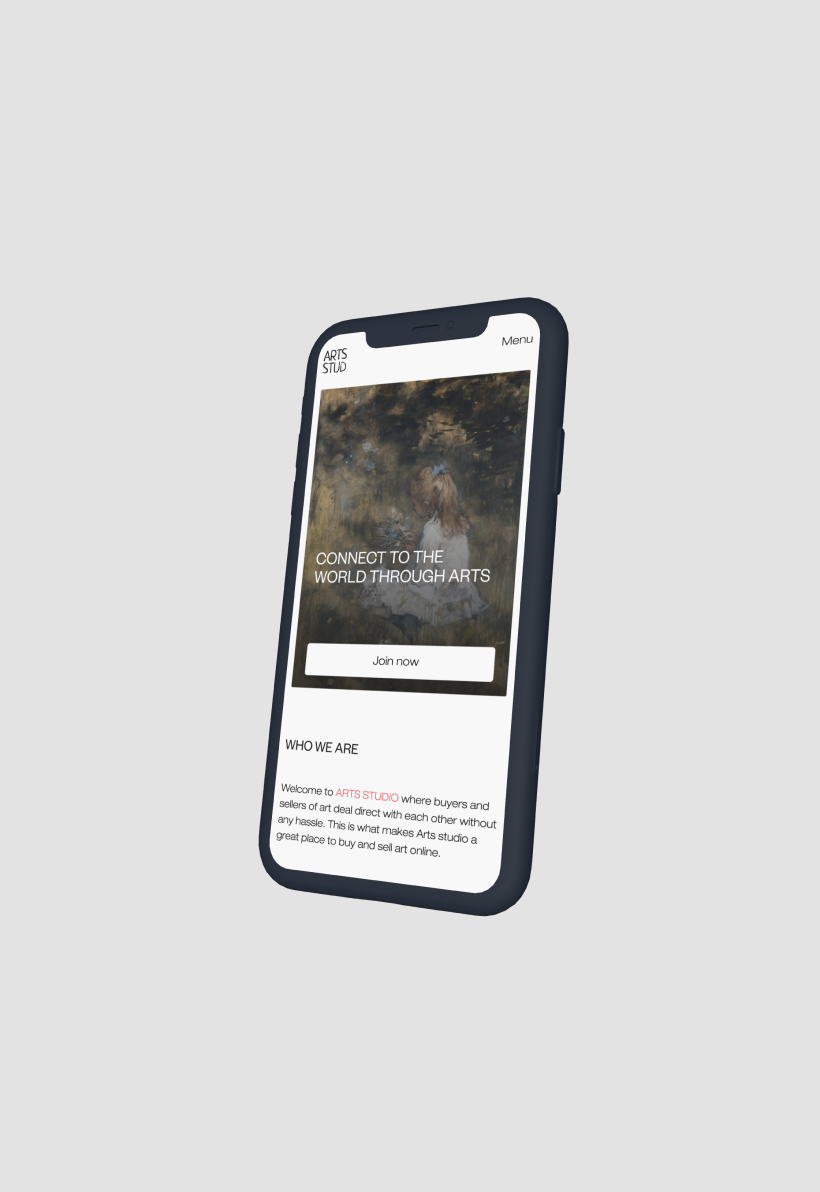 ARTS
STUD
Menu
CONNECT TO THE
WORLD THROUGH ARTS
Join now
WHO WE ARE
Welcome to ARTS STUDIO where buyers and
sellers of art deal direct with each other without
any hassle. This is what makes Arts studio a
great place to buy and sell art online.